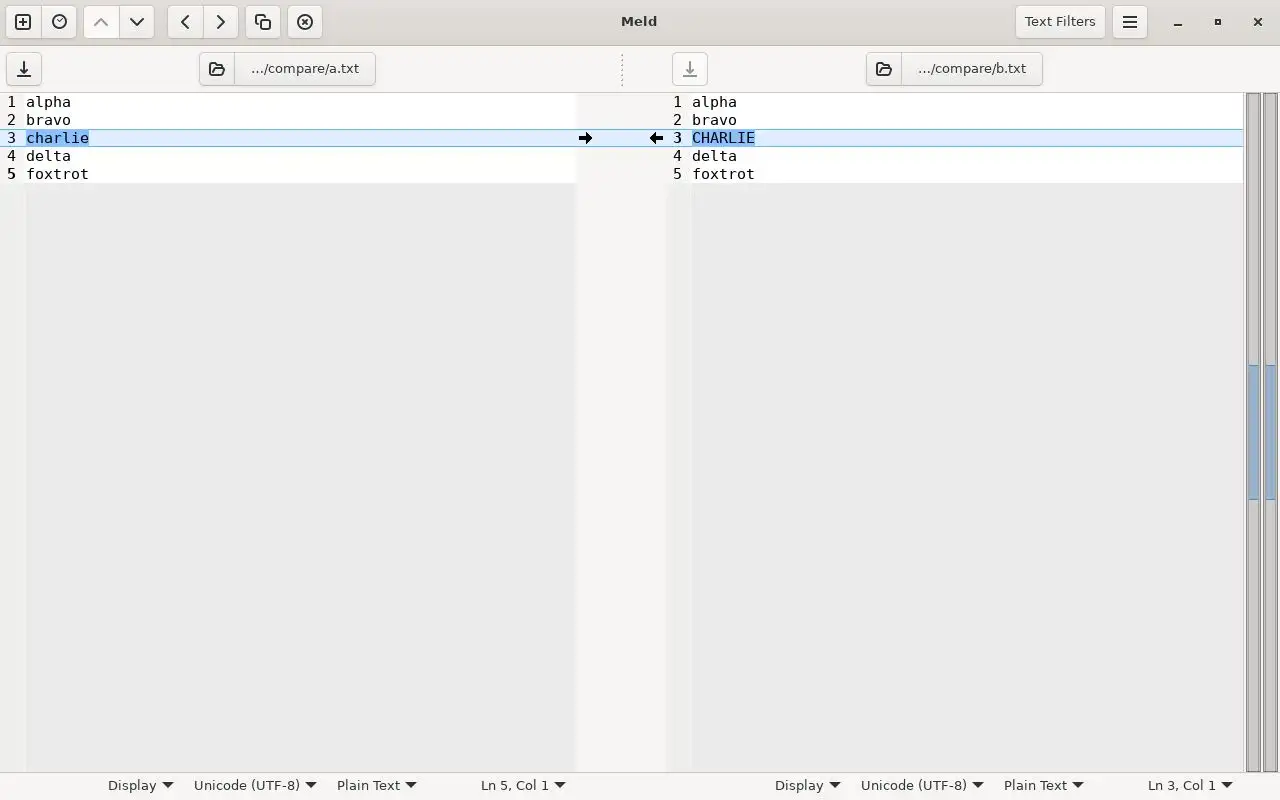 Meld
Text Filters
.../compare/a.txt
.../compare/b.txt
1 alpha
2 bravo
3 charlie
4 delta
5 foxtrot
1 alpha
2 bravo
3 CHARLIE
4 delta
5 foxtrot
Display Unicode (UTF-8) Plain Text Ln 5, Col 1
Display Unicode (UTF-8) Plain Text Ln 3, Col 1